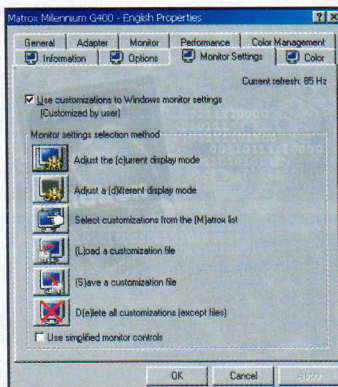 Matrox Millennium G400 - English Properties
General Adapter Monitor Performance Color Management
Information Options Monitor Settings Color
Current refresh: 85 Hz
Use customizations to Windows monitor settings
(Customized by user)
Monitor settings selection method
Adjust the (c)urrent display mode
Adjust a (d)ifferent display mode
Select customizations from the (M)atrox list
(L)oad a customization file
(S)ave a customization file
D(e)lete all customizations (except files)
Use simplified monitor controls
OK Cancel Apply